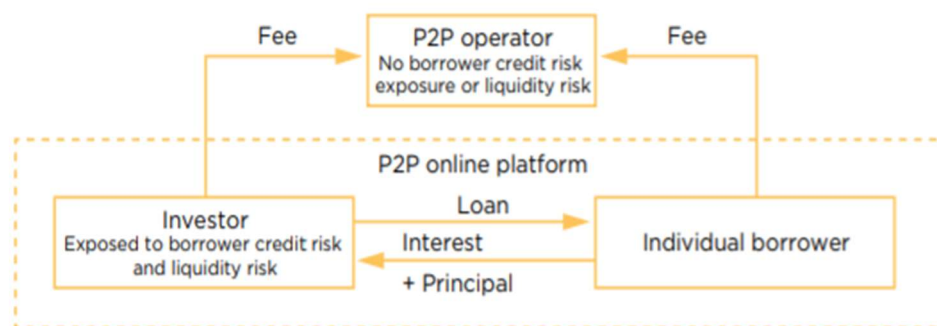 Fee
P2P operator
No borrower credit risk
exposure or liquidity risk
Fee
P2P online platform
Investor
Exposed to borrower credit risk
and liquidity risk
Loan
Interest
+ Principal
Individual borrower